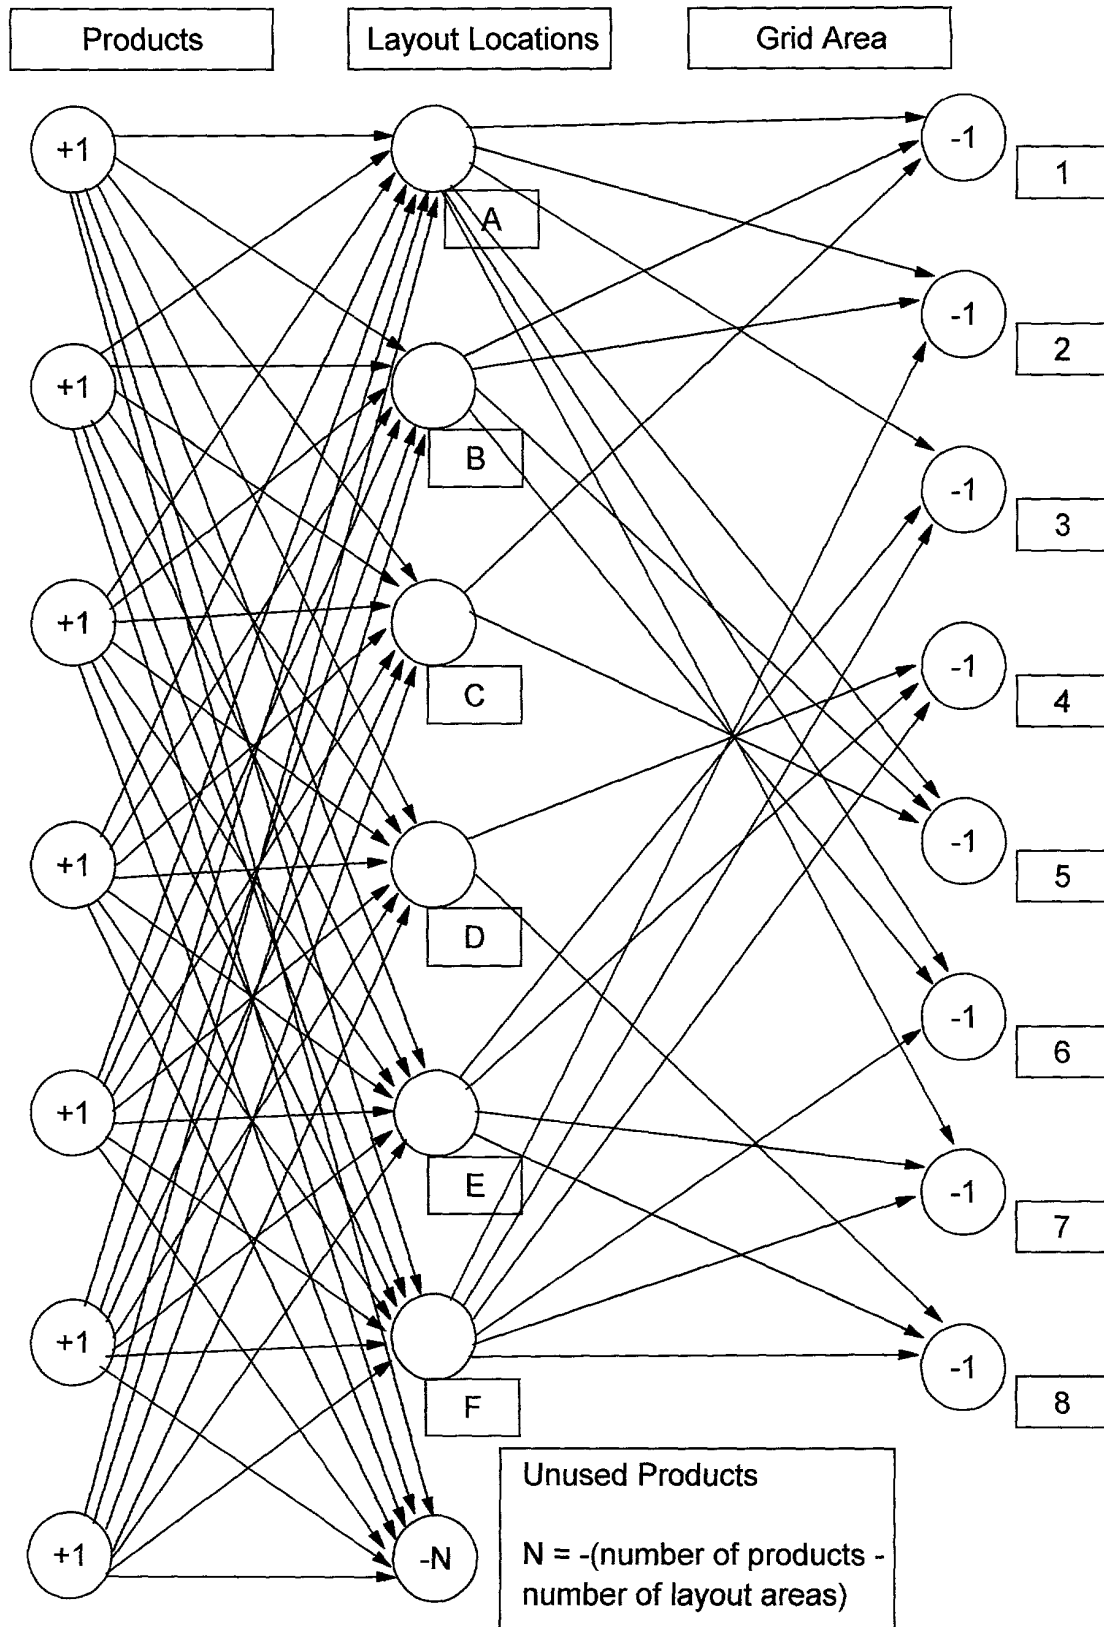 Products
Layout Locations
Grid Area
+1
-1
1
A
-1
2
+1
B
-1
3
+1
C
-1
4
+1
D
-1
5
+1
E
-1
6
-1
7
+1
F
-1
8
Unused Products
+1
-N
N = -(number of products -
number of layout areas)